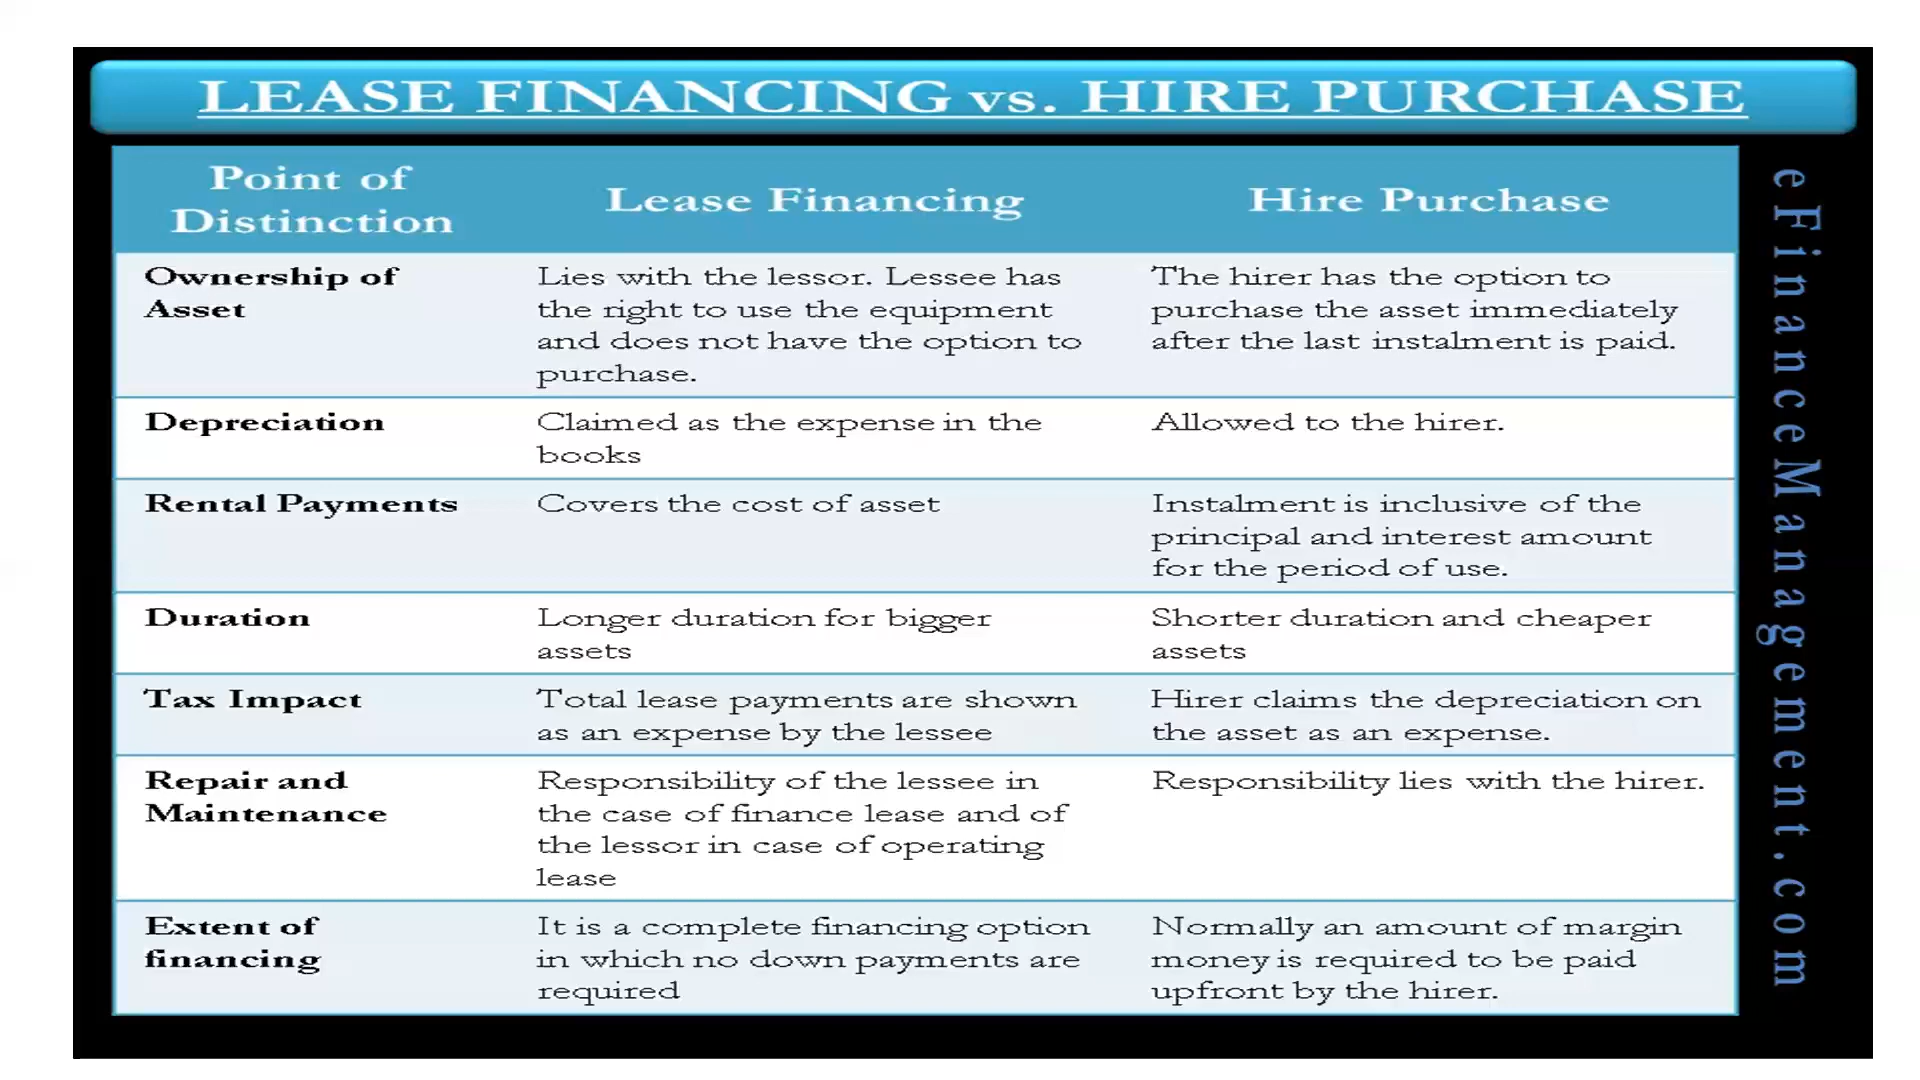 LEASE FINANCING vs. HIRE PURCHASE
Point of
Distinction
Lease Financing
Hire Purchase
Ownership of
Asset
Lies with the lessor. Lessee has
the right to use the equipment
and does not have the option to
purchase.
The hirer has the option to
purchase the asset immediately
after the last instalment is paid.
Depreciation
Claimed as the expense in the
books
Allowed to the hirer.
Rental Payments
Covers the cost of asset
Instalment is inclusive of the
principal and interest amount
for the period of use.
Duration
Longer duration for bigger
assets
Shorter duration and cheaper
assets
Tax Impact
Total lease payments are shown
as an expense by the lessee
Hirer claims the depreciation on
the asset as an expense.
Repair and
Maintenance
Responsibility of the lessee in
the case of finance lease and of
the lessor in case of operating
lease
Responsibility lies with the hirer.
Extent of
financing
It is a complete financing option
in which no down payments are
required
Normally an amount of margin
money is required to be paid
upfront by the hirer.
eFinanceManagement.com